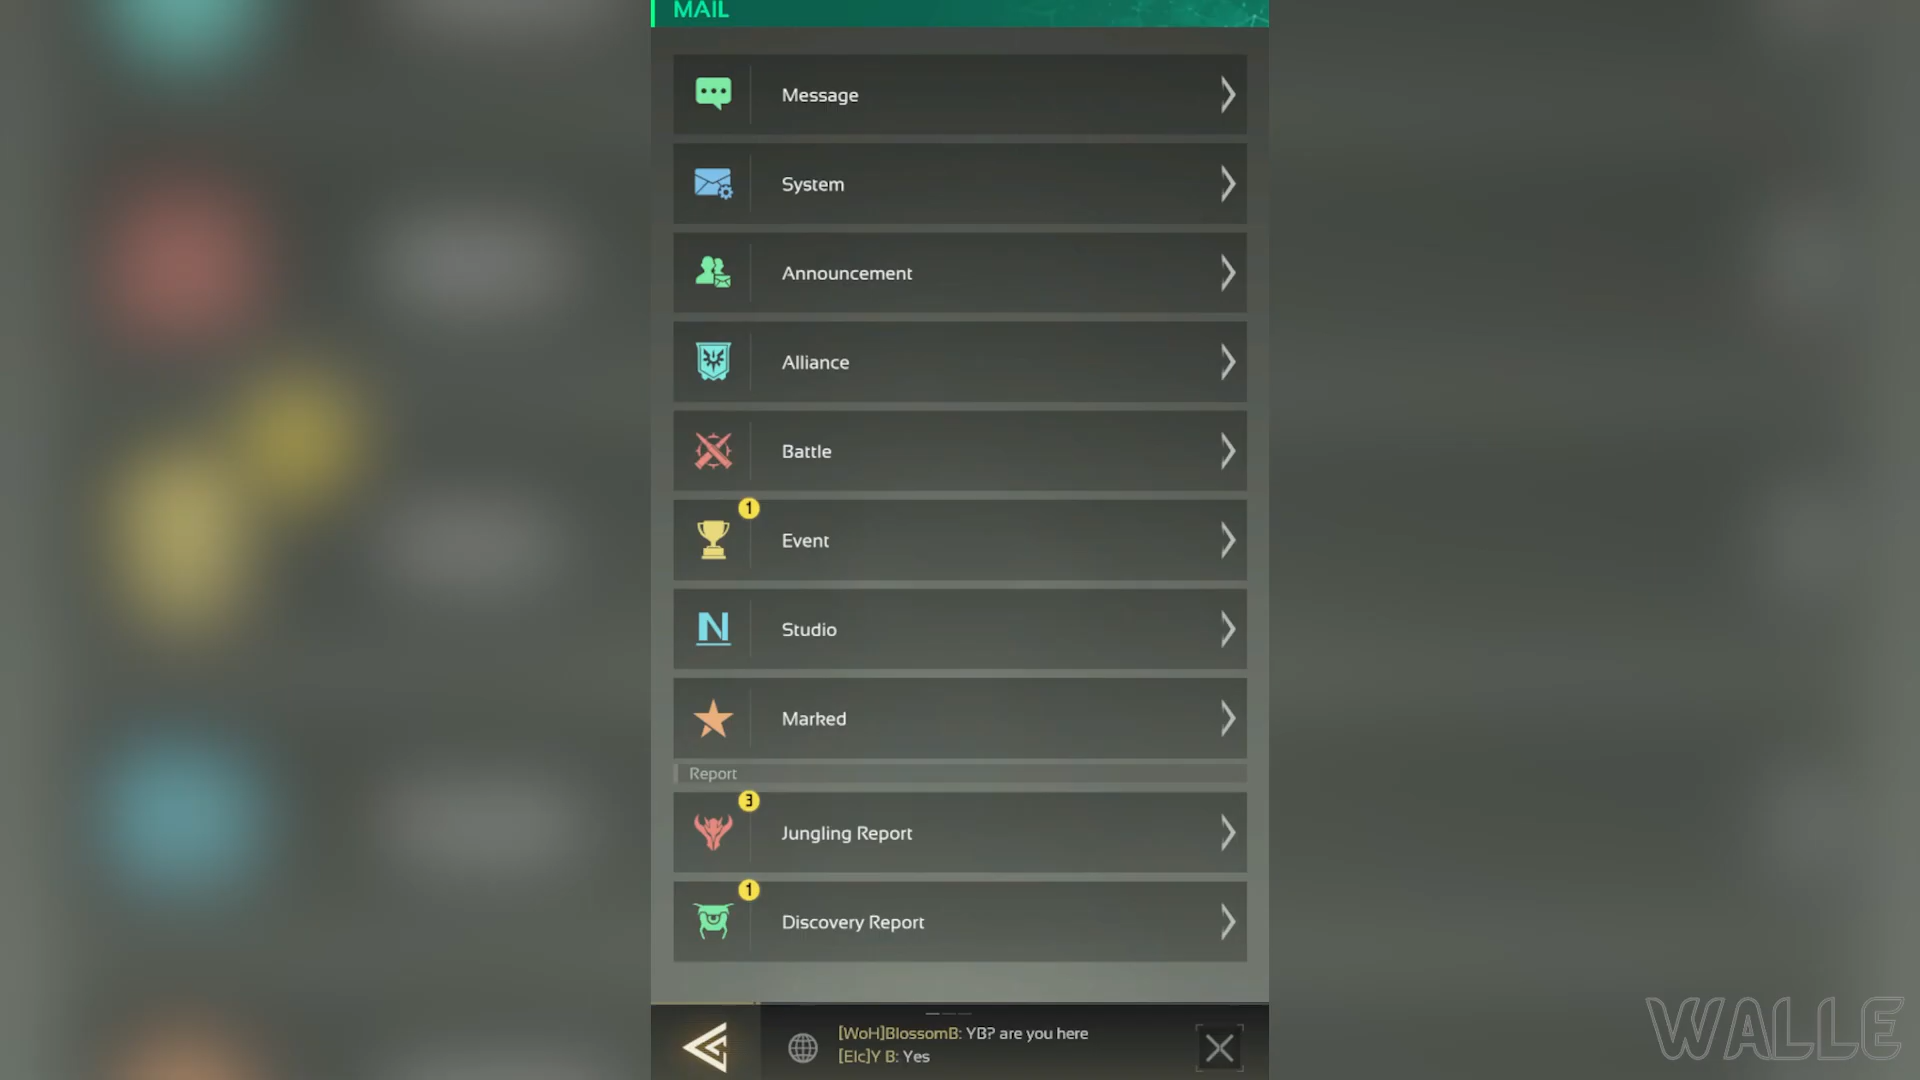 MAIL
Message
System
Announcement
Alliance
Battle
1
Event
N
Studio
Marked
Report
3
Jungling Report
1
Discovery Report
[WoH]BlossomB: YB? are you here
[Elc]Y B: Yes
WALLE